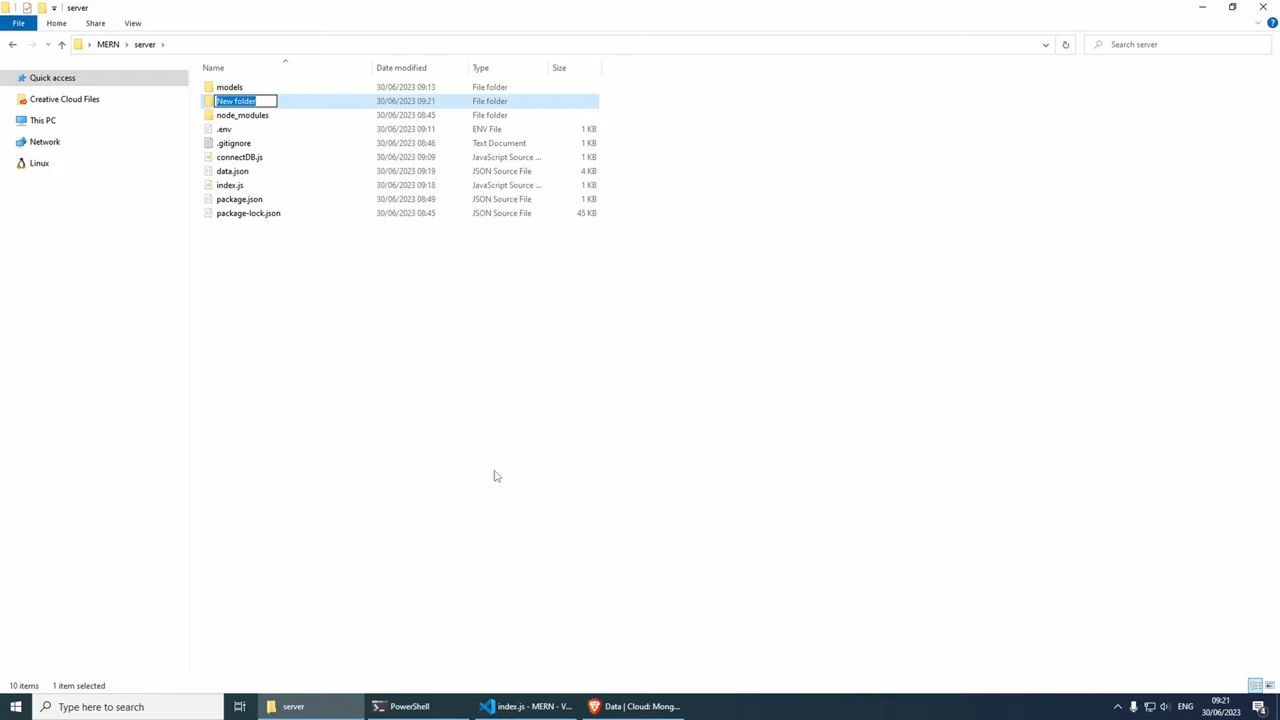 server
File Home Share View
MERN server Search server
Name Date modified Type Size
Quick access
Creative Cloud Files
This PC
Network
Linux
models 30/06/2023 09:13 File folder
New folder 30/06/2023 09:21 File folder
node_modules 30/06/2023 08:45 File folder
.env 30/06/2023 09:11 ENV File 1 KB
.gitignore 30/06/2023 08:46 Text Document 1 KB
connectDB.js 30/06/2023 09:09 JavaScript Source ... 1 KB
data.json 30/06/2023 09:19 JSON Source File 4 KB
index.js 30/06/2023 09:18 JavaScript Source ... 1 KB
package.json 30/06/2023 08:49 JSON Source File 1 KB
package-lock.json 30/06/2023 08:45 JSON Source File 45 KB
10 items 1 item selected
Type here to search server PowerShell index.js - MERN - V... Data | Cloud: Mong... ENG 09:21
30/06/2023 4